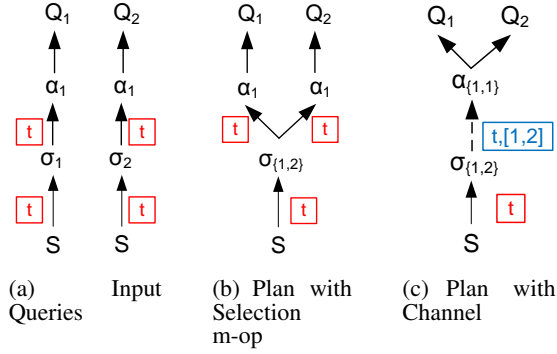 Q1 Q2
α1 α1
t t
σ1 σ2
t t
S S
(a) Input
Queries
Q1 Q2
α1 α1
t t
σ{1,2}
t
S
(b) Plan with
Selection
m-op
Q1 Q2
α{1,1}
t,[1,2]
σ{1,2}
t
S
(c) Plan with
Channel